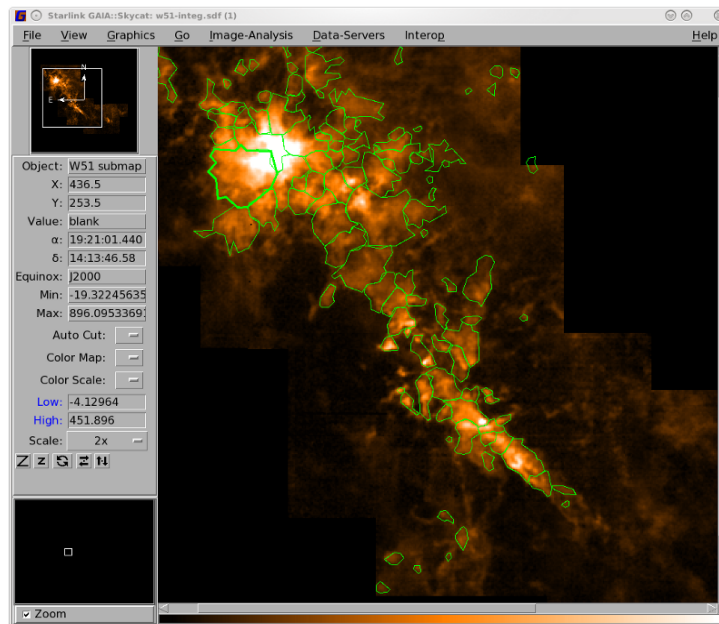 Starlink GAIA::Skycat: w51-integ.sdf (1)
File View Graphics Go Image-Analysis Data-Servers Interop Help
N
E
Object: W51 submap
X: 436.5
Y: 253.5
Value: blank
α: 19:21:01.440
δ: 14:13:46.58
Equinox: J2000
Min: -19.32245635
Max: 896.09533691
Auto Cut:
Color Map:
Color Scale:
Low: -4.12964
High: 451.896
Scale: 2x
Z z
Zoom